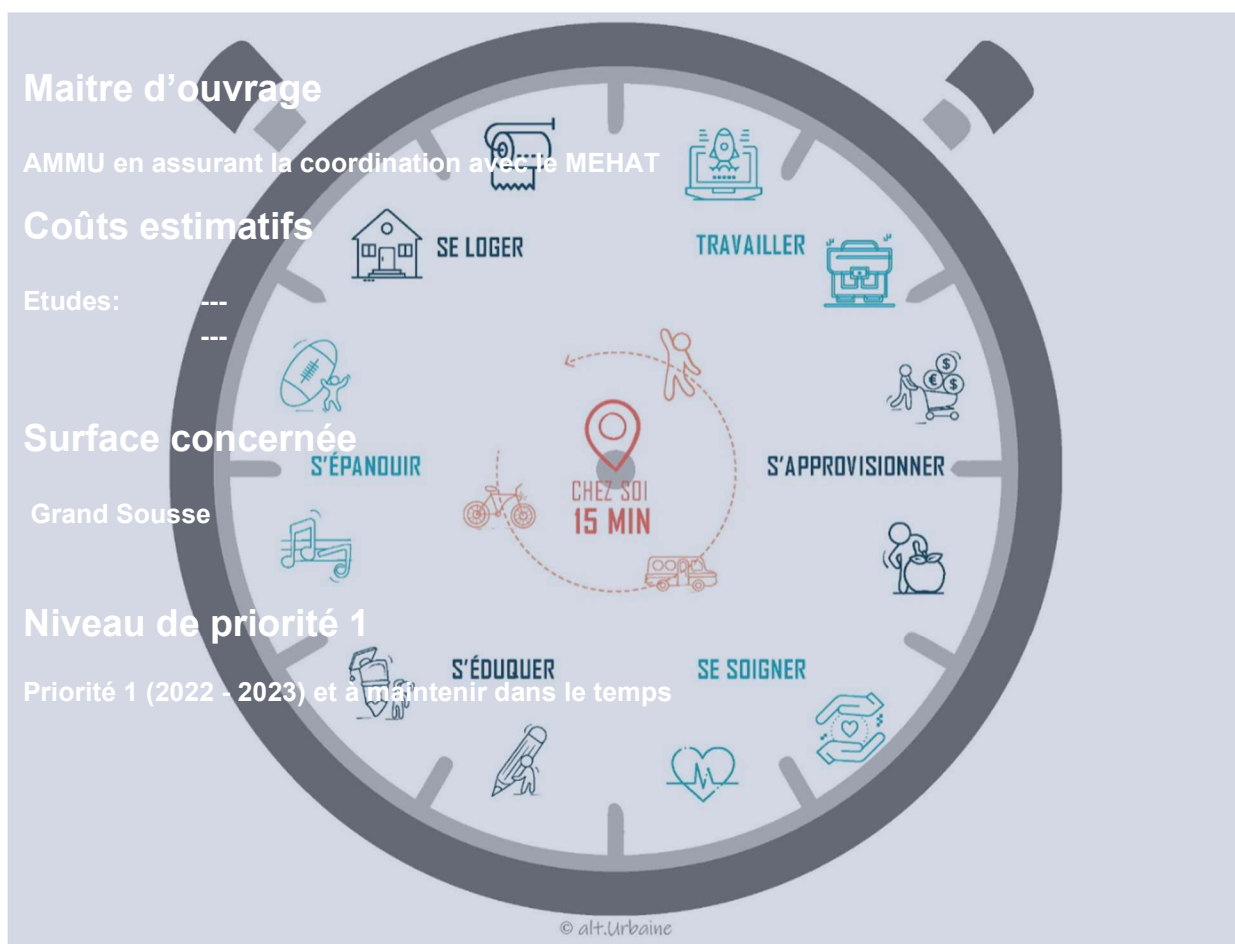 Maitre d'ouvrage
AMMU en assurant la coordination avec le MEHAT
Coûts estimatifs
Etudes: ---
---
Surface concernée
Grand Sousse
Niveau de priorité 1
Priorité 1 (2022 - 2023) et à maintenir dans le temps
SE LOGER
TRAVAILLER
S'ÉPANOUIR
S'APPROVISIONNER
CHEZ SOI
15 MIN
S'ÉDUQUER
SE SOIGNER
$
€ $
© alt.Urbaine